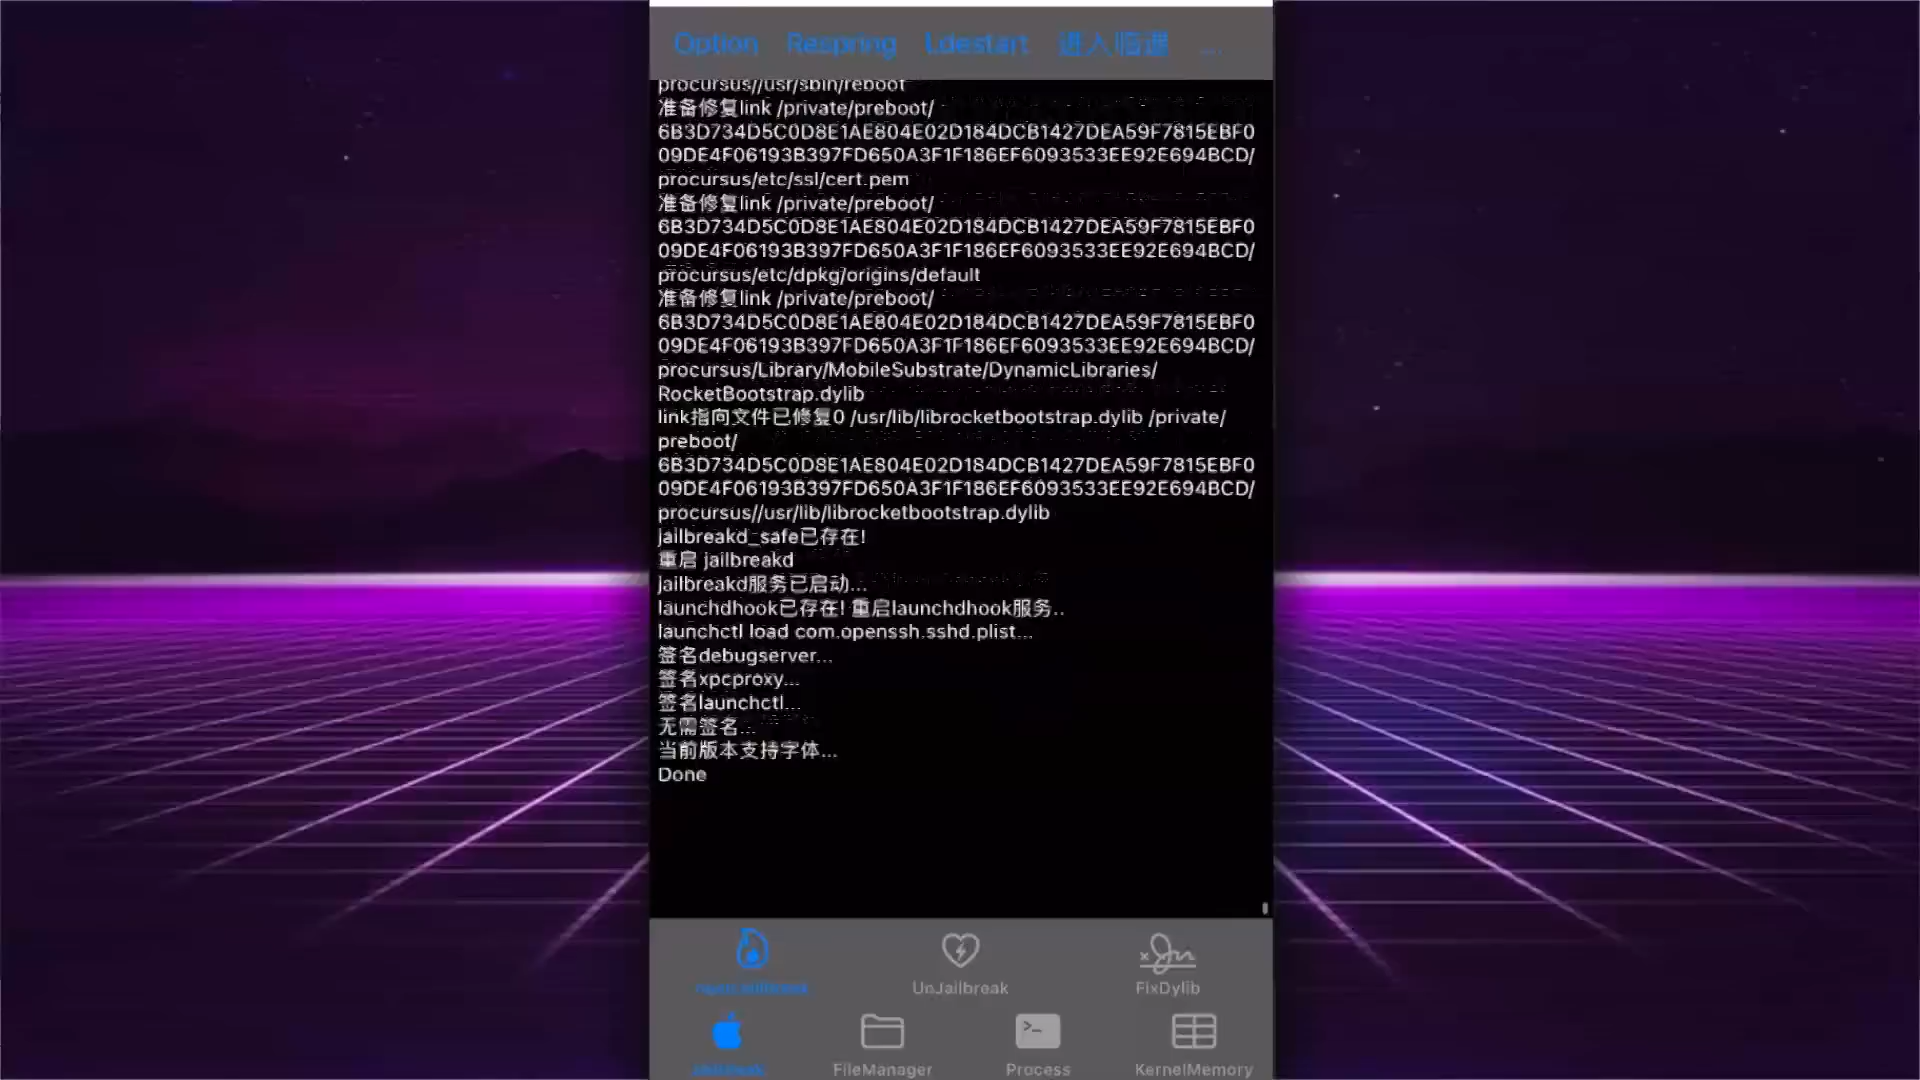 Option Respring Ldestart 进入临遥 ...
procursus//usr/sbin/reboot
准备修复link /private/preboot/
6B3D734D5C0D8E1AE804E02D184DCB1427DEA59F7815EBF0
09DE4F06193B397FD650A3F1F186EF6093533EE92E694BCD/
procursus/etc/ssl/cert.pem
准备修复link /private/preboot/
6B3D734D5C0D8E1AE804E02D184DCB1427DEA59F7815EBF0
09DE4F06193B397FD650A3F1F186EF6093533EE92E694BCD/
procursus/etc/dpkg/origins/default
准备修复link /private/preboot/
6B3D734D5C0D8E1AE804E02D184DCB1427DEA59F7815EBF0
09DE4F06193B397FD650A3F1F186EF6093533EE92E694BCD/
procursus/Library/MobileSubstrate/DynamicLibraries/
RocketBootstrap.dylib
link指向文件已修复0 /usr/lib/librocketbootstrap.dylib /private/
preboot/
6B3D734D5C0D8E1AE804E02D184DCB1427DEA59F7815EBF0
09DE4F06193B397FD650A3F1F186EF6093533EE92E694BCD/
procursus//usr/lib/librocketbootstrap.dylib
jailbreakd_safe已存在!
重启 jailbreakd
jailbreakd服务已启动...
launchdhook已存在! 重启launchdhook服务..
launchctl load com.openssh.sshd.plist...
签名debugserver...
签名xpcproxy...
签名launchctl...
无需签名...
当前版本支持字体...
Done
UnJailbreak FixDylib
FileManager Process KernelMemory